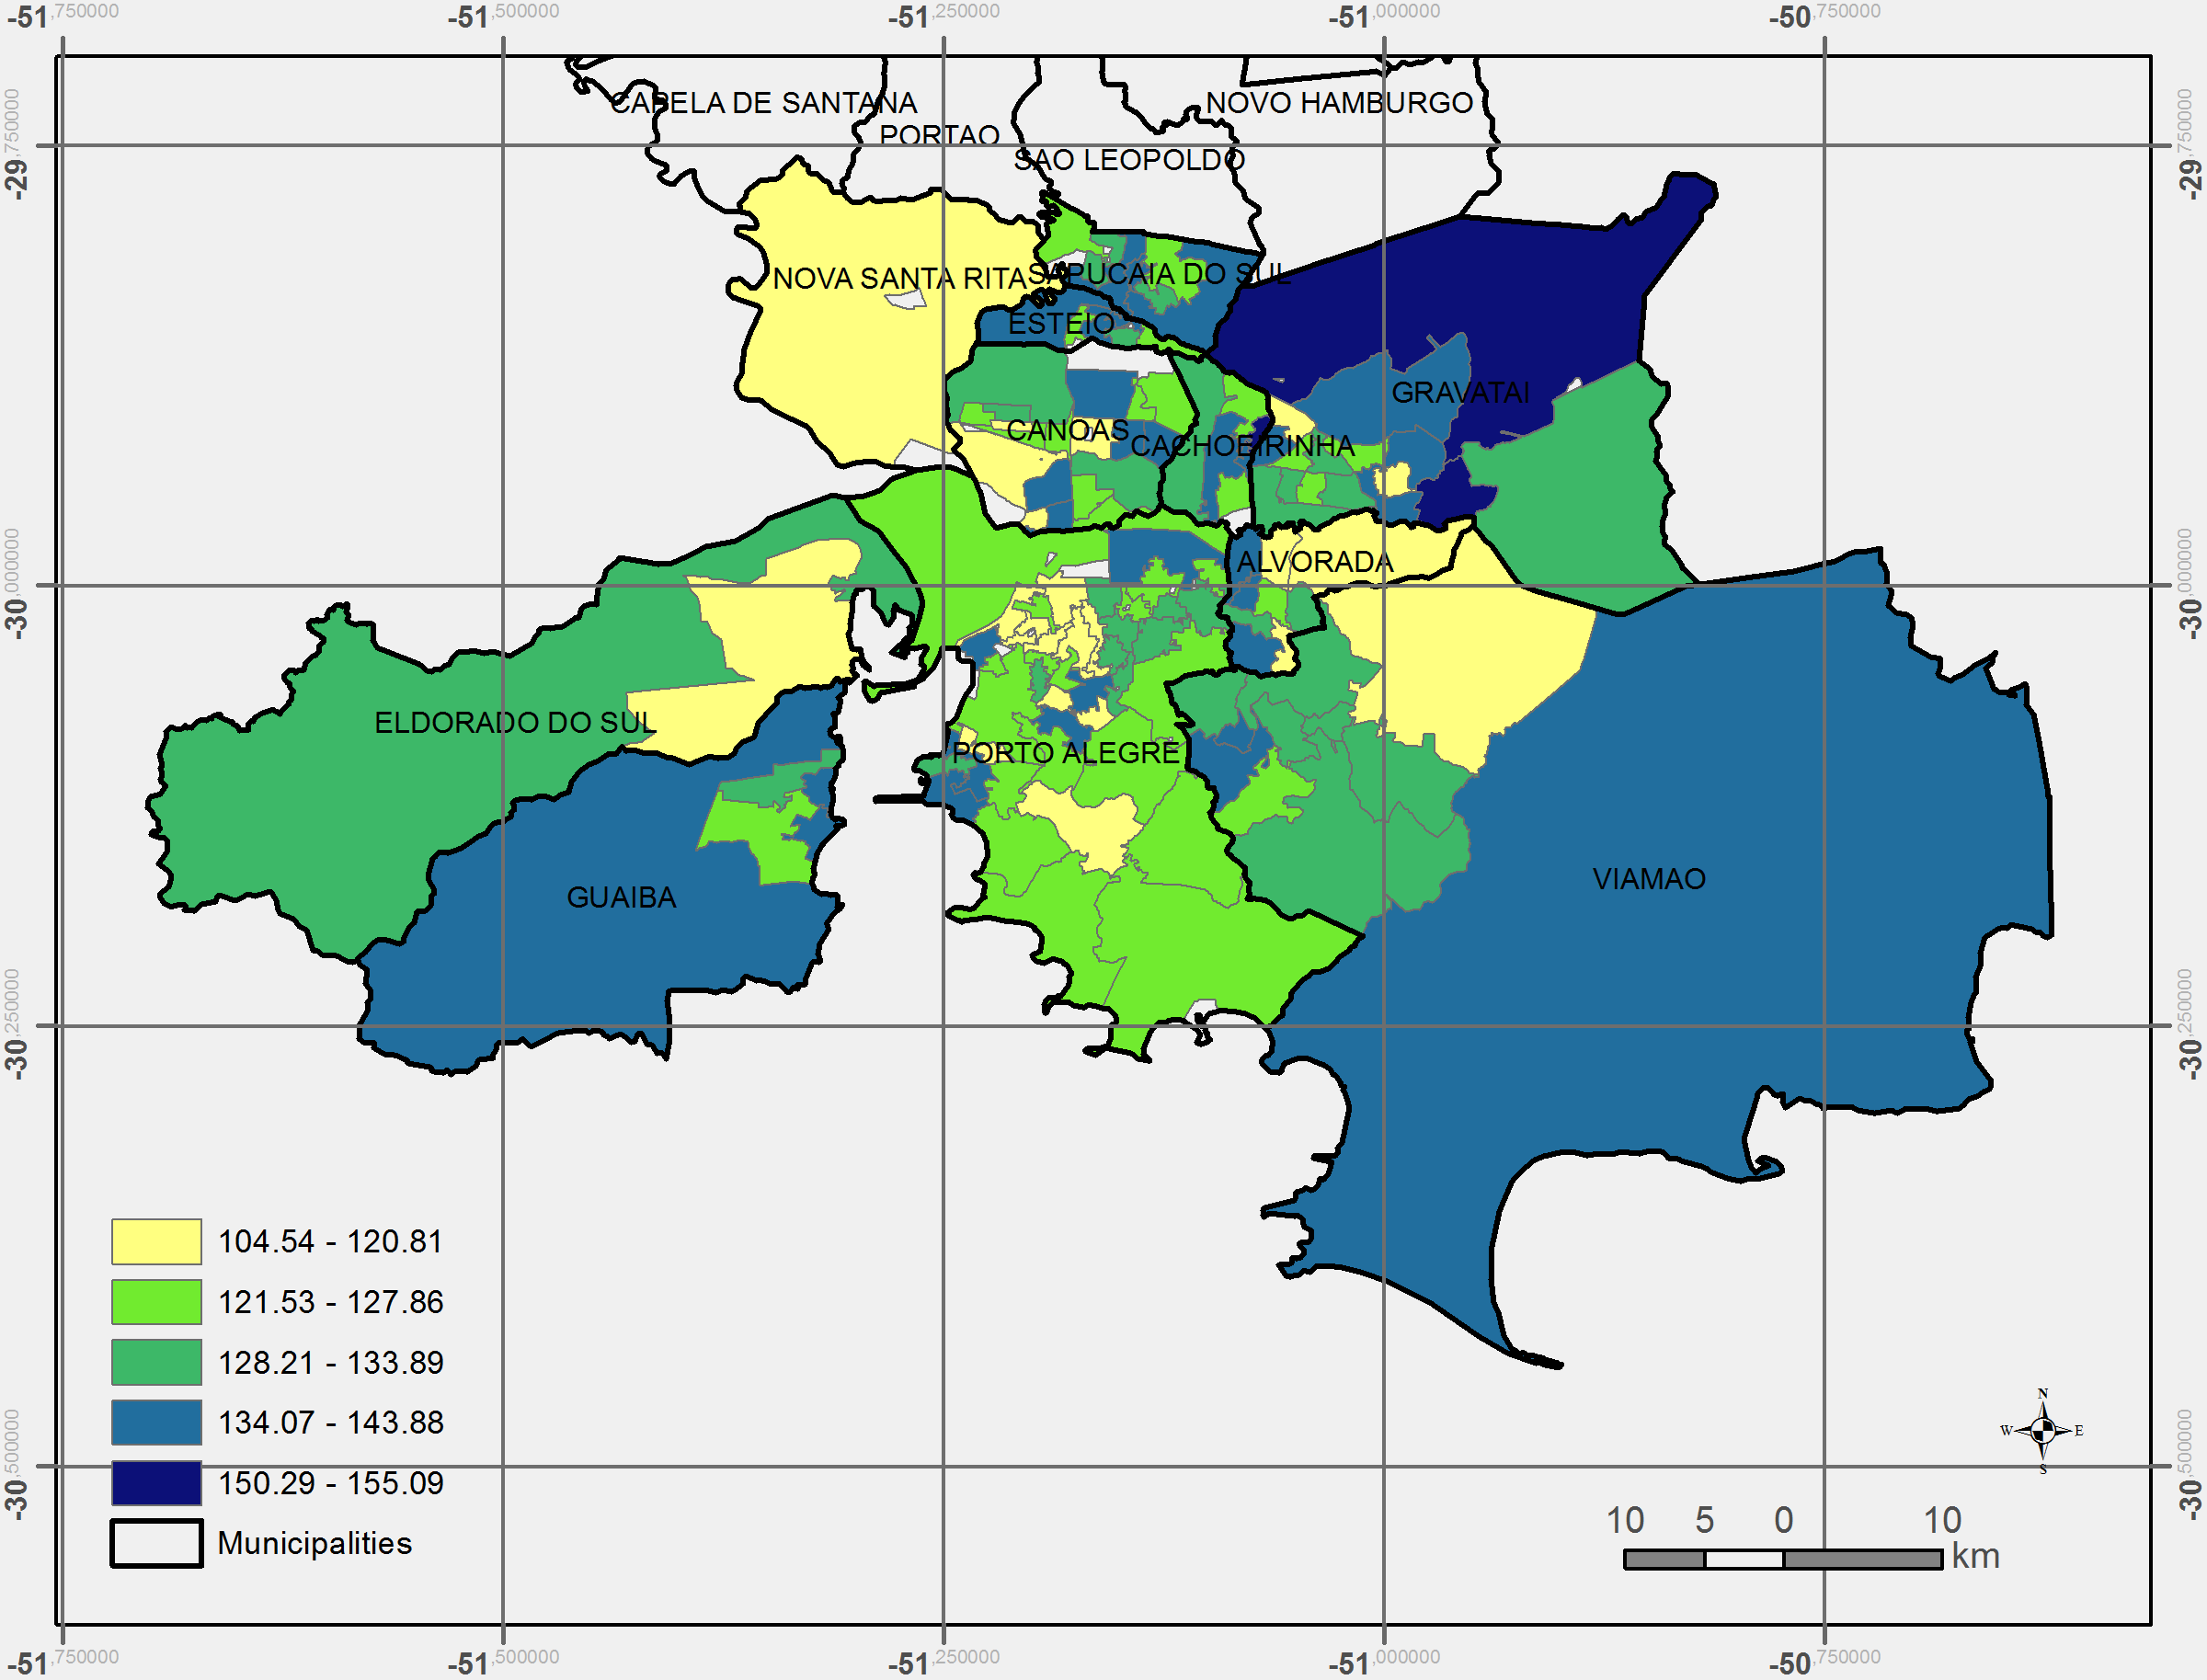 -51,750000 -51,500000 -51,250000 -51,000000 -50,750000
-29,750000 -29,750000
CAPELA DE SANTANA
NOVO HAMBURGO
PORTAO
SAO LEOPOLDO
NOVA SANTA RITA
SAPUCAIA DO SUL
ESTEIO
GRAVATAI
CANOAS
CACHOEIRINHA
ALVORADA
-30,000000 -30,000000
ELDORADO DO SUL
PORTO ALEGRE
VIAMAO
GUAIBA
-30,250000 -30,250000
104.54 - 120.81
121.53 - 127.86
128.21 - 133.89
134.07 - 143.88
150.29 - 155.09
Municipalities
N
W E
S
-30,500000 -30,500000
10 5 0 10
km
-51,750000 -51,500000 -51,250000 -51,000000 -50,750000